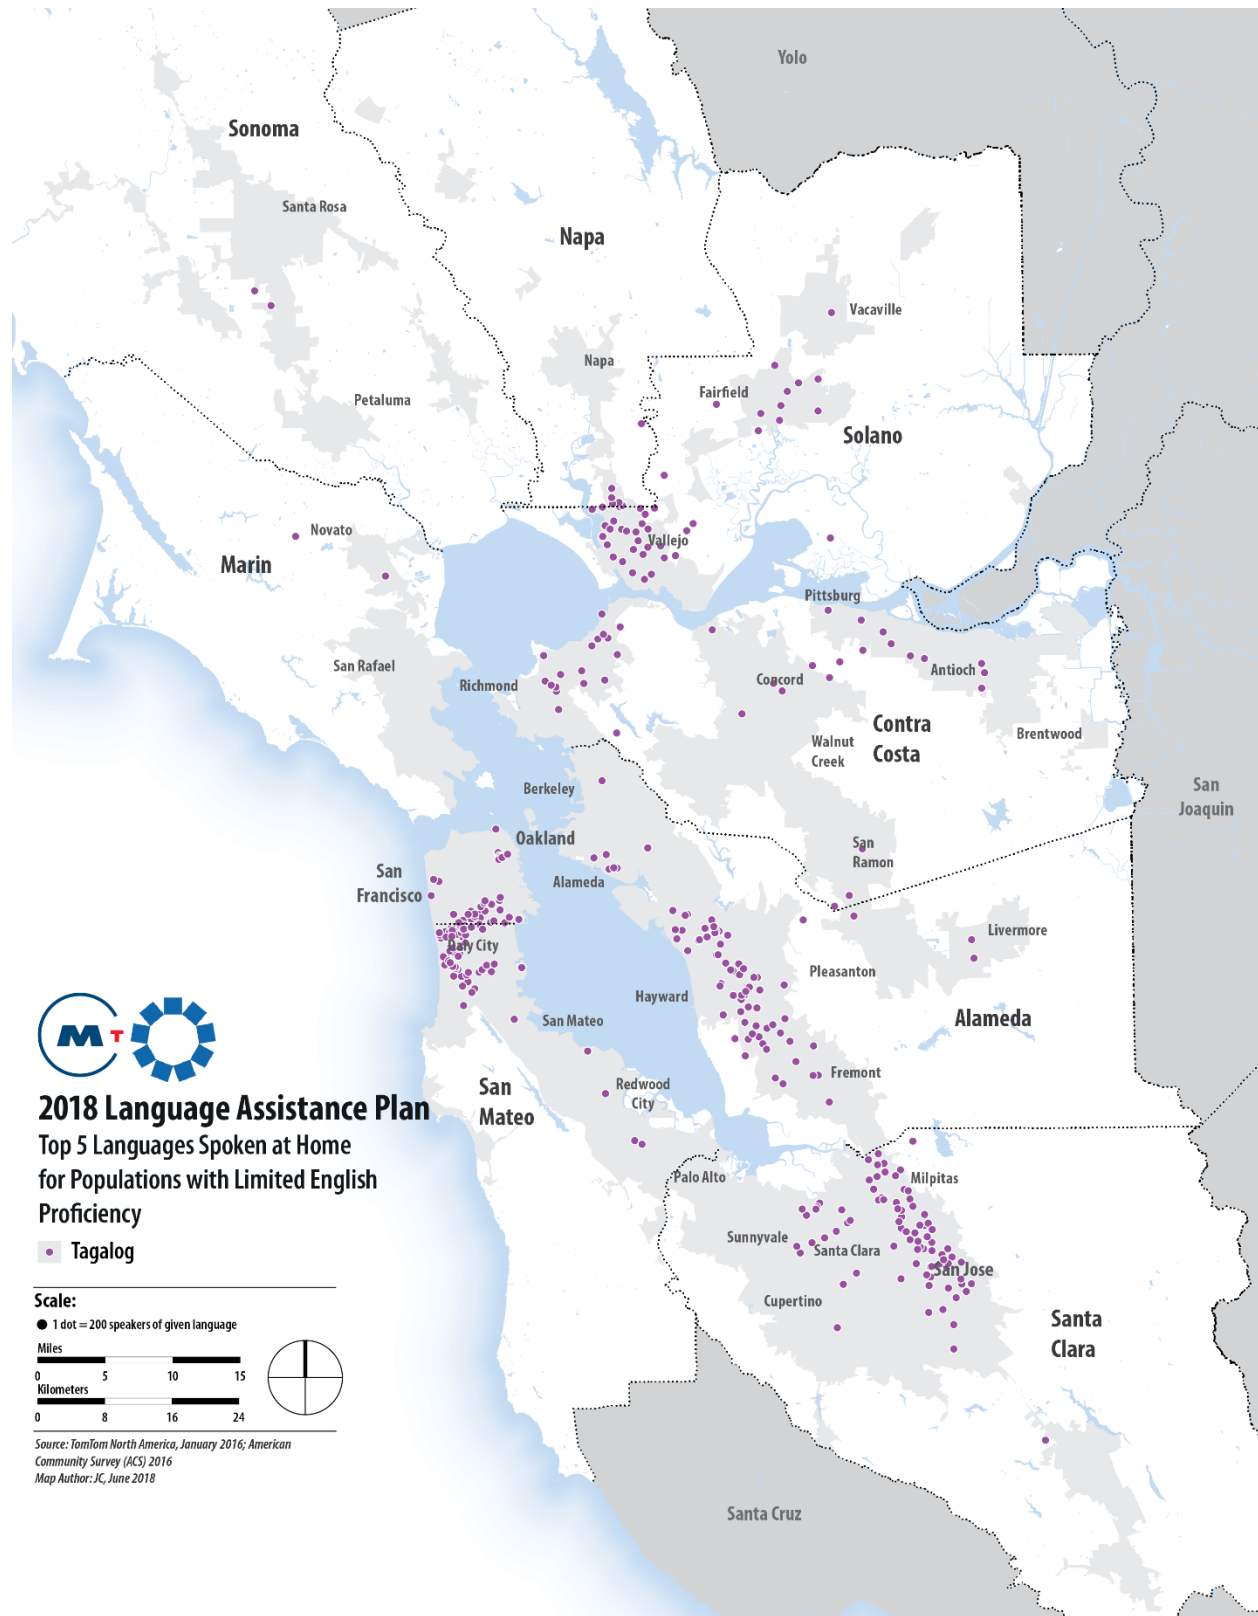 Yolo
Sonoma
Santa Rosa
Napa
Vacaville
Napa
Fairfield
Petaluma
Solano
Novato
Vallejo
Marin
Pittsburg
San Rafael
Richmond
Antioch
Concord
Contra
Costa
Walnut
Creek
Brentwood
Berkeley
San
Joaquin
Oakland
San
Ramon
San
Francisco
Alameda
Livermore
Daly City
Pleasanton
Hayward
Alameda
San Mateo
Fremont
San
Mateo
Redwood
City
Palo Alto
Milpitas
Sunnyvale
Santa Clara
San Jose
Cupertino
Santa
Clara
Santa Cruz
M T
2018 Language Assistance Plan
Top 5 Languages Spoken at Home
for Populations with Limited English
Proficiency
Tagalog
Scale:
1 dot = 200 speakers of given language
Miles
0 5 10 15
Kilometers
0 8 16 24
Source: TomTom North America, January 2016; American
Community Survey (ACS) 2016
Map Author: JC, June 2018